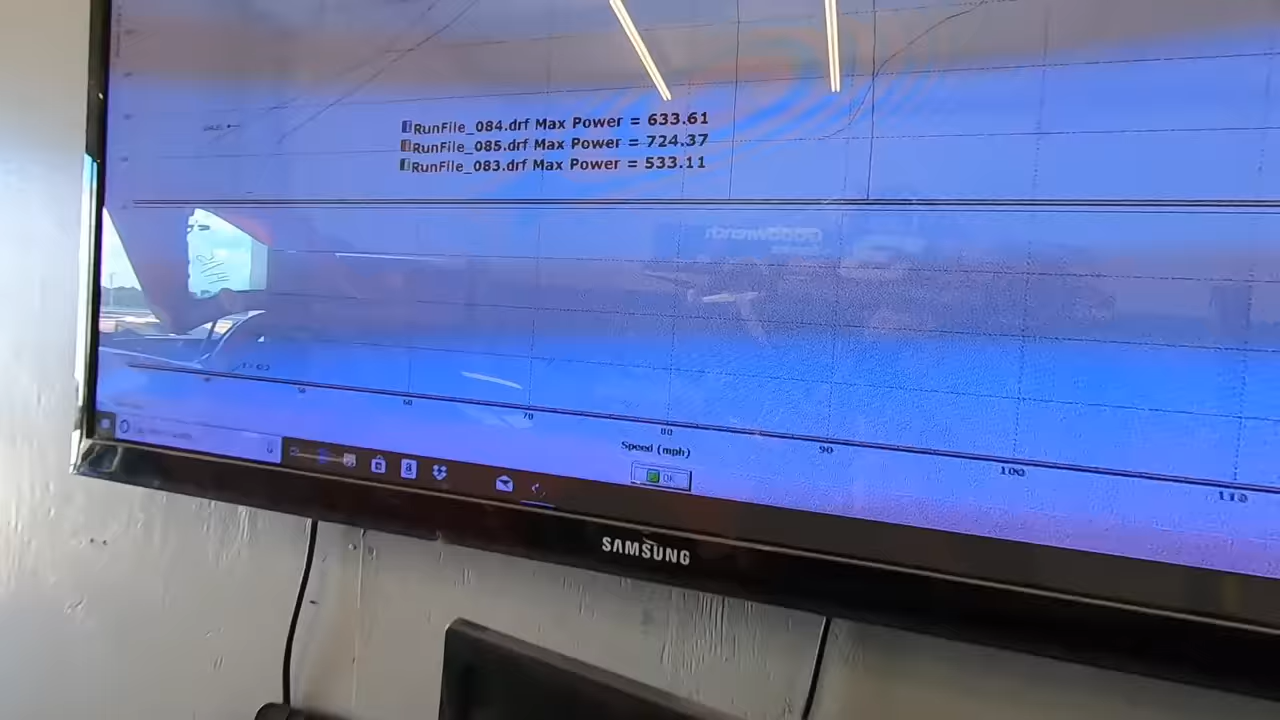 RunFile_084.drf Max Power = 633.61
RunFile_085.drf Max Power = 724.37
RunFile_083.drf Max Power = 533.11
50
60
70
80
90
100
110
Speed (mph)
OK
SAMSUNG